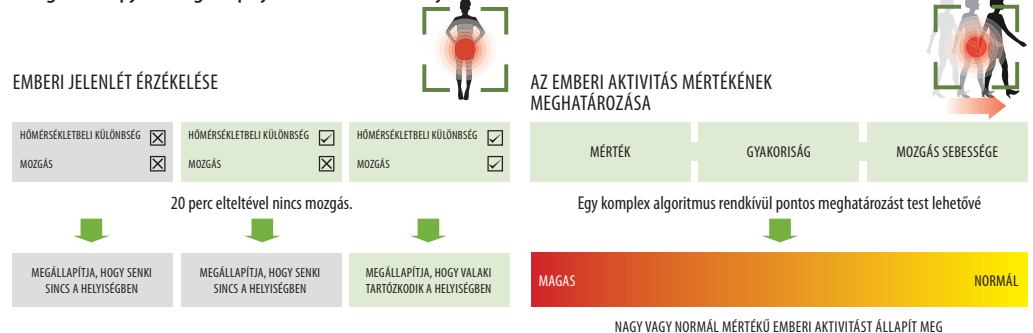 EMBERI JELENLÉT ÉRZÉKELÉSE
HŐMÉRSÉKLETBELI KÜLÖNBSÉG
MOZGÁS
HŐMÉRSÉKLETBELI KÜLÖNBSÉG
MOZGÁS
HŐMÉRSÉKLETBELI KÜLÖNBSÉG
MOZGÁS
20 perc elteltével nincs mozgás.
MEGÁLLAPÍTJA, HOGY SENKI
SINCS A HELYISÉGBEN
MEGÁLLAPÍTJA, HOGY SENKI
SINCS A HELYISÉGBEN
MEGÁLLAPÍTJA, HOGY VALAKI
TARTÓZKODIK A HELYISÉGBEN
AZ EMBERI AKTIVITÁS MÉRTÉKÉNEK
MEGHATÁROZÁSA
MÉRTÉK
GYAKORISÁG
MOZGÁS SEBESSÉGE
Egy komplex algoritmus rendkívül pontos meghatározást test lehetővé
MAGAS
NORMÁL
NAGY VAGY NORMÁL MÉRTÉKŰ EMBERI AKTIVITÁST ÁLLAPÍT MEG